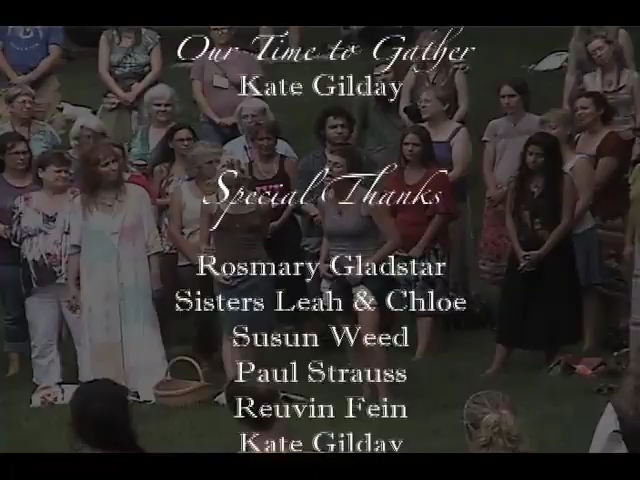 Our Time to Gather
Kate Gilday
Special Thanks
Rosmary Gladstar
Sisters Leah & Chloe
Susun Weed
Paul Strauss
Reuvin Fein
Kate Gilday